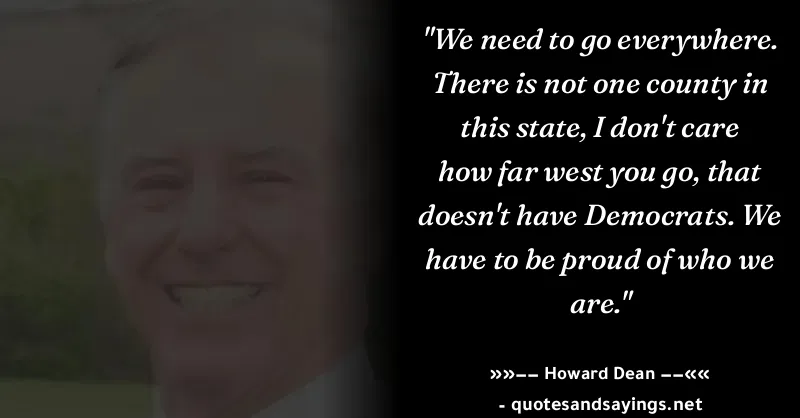 "We need to go everywhere.
There is not one county in
this state, I don't care
how far west you go, that
doesn't have Democrats. We
have to be proud of who we
are."
»»–– Howard Dean ––««
- quotesandsayings.net